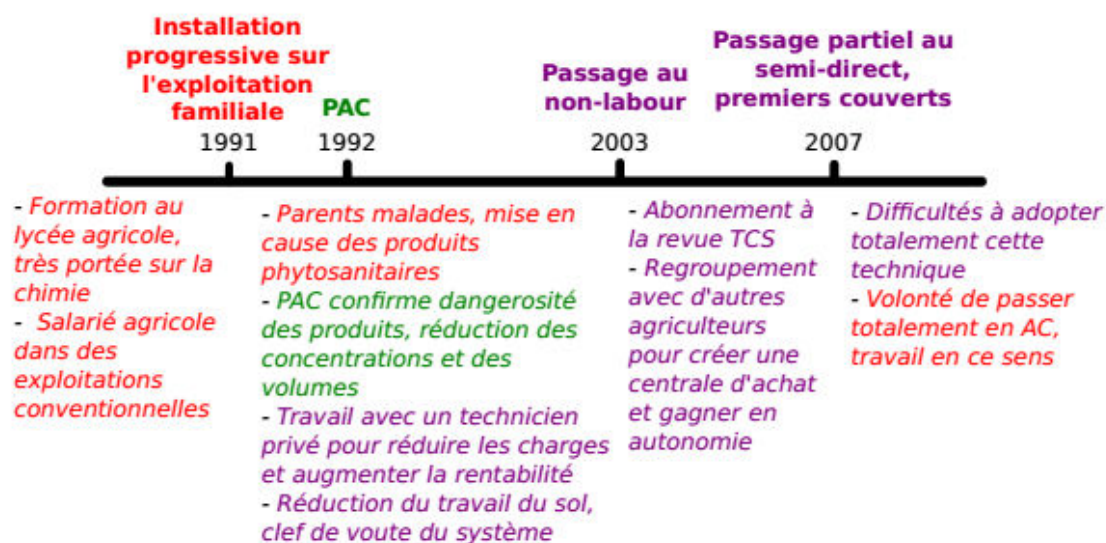 Installation
progressive sur
l'exploitation
familiale
PAC
Passage au
non-labour
Passage partiel au
semi-direct,
premiers couverts
1991
1992
2003
2007
- Formation au
lycée agricole,
très portée sur la
chimie
- Salarié agricole
dans des
exploitations
conventionnelles
- Parents malades, mise en
cause des produits
phytosanitaires
- PAC confirme dangerosité
des produits, réduction des
concentrations et des
volumes
- Travail avec un technicien
privé pour réduire les charges
et augmenter la rentabilité
- Réduction du travail du sol,
clef de voute du système
- Abonnement à
la revue TCS
- Regroupement
avec d'autres
agriculteurs
pour créer une
centrale d'achat
et gagner en
autonomie
- Difficultés à adopter
totalement cette
technique
- Volonté de passer
totalement en AC,
travail en ce sens